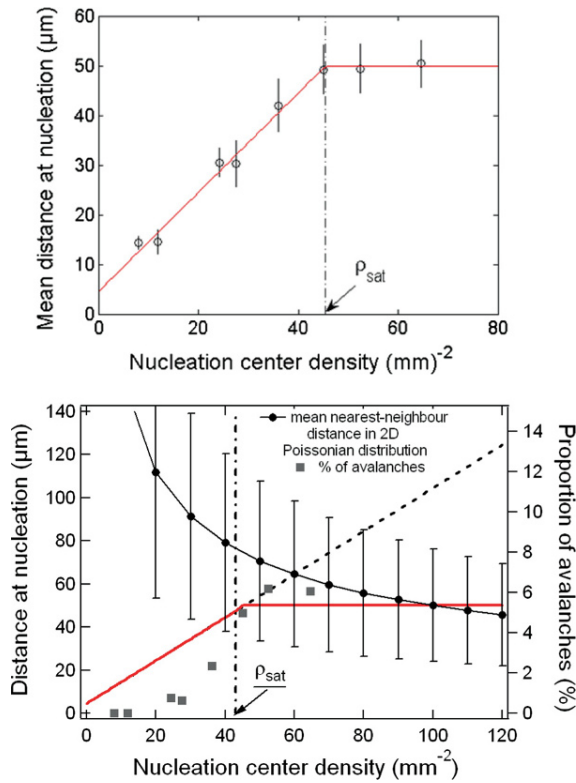 60
50
40
30
20
10
0
Mean distance at nucleation (µm)
ρsat
0 20 40 60 80
Nucleation center density (mm)-2
140
120
100
80
60
40
20
0
Distance at nucleation (µm)
mean nearest-neighbour
distance in 2D
Poissonian distribution
% of avalanches
ρsat
14
12
10
8
6
4
2
0
Proportion of avalanches (%)
0 20 40 60 80 100 120
Nucleation center density (mm-2)